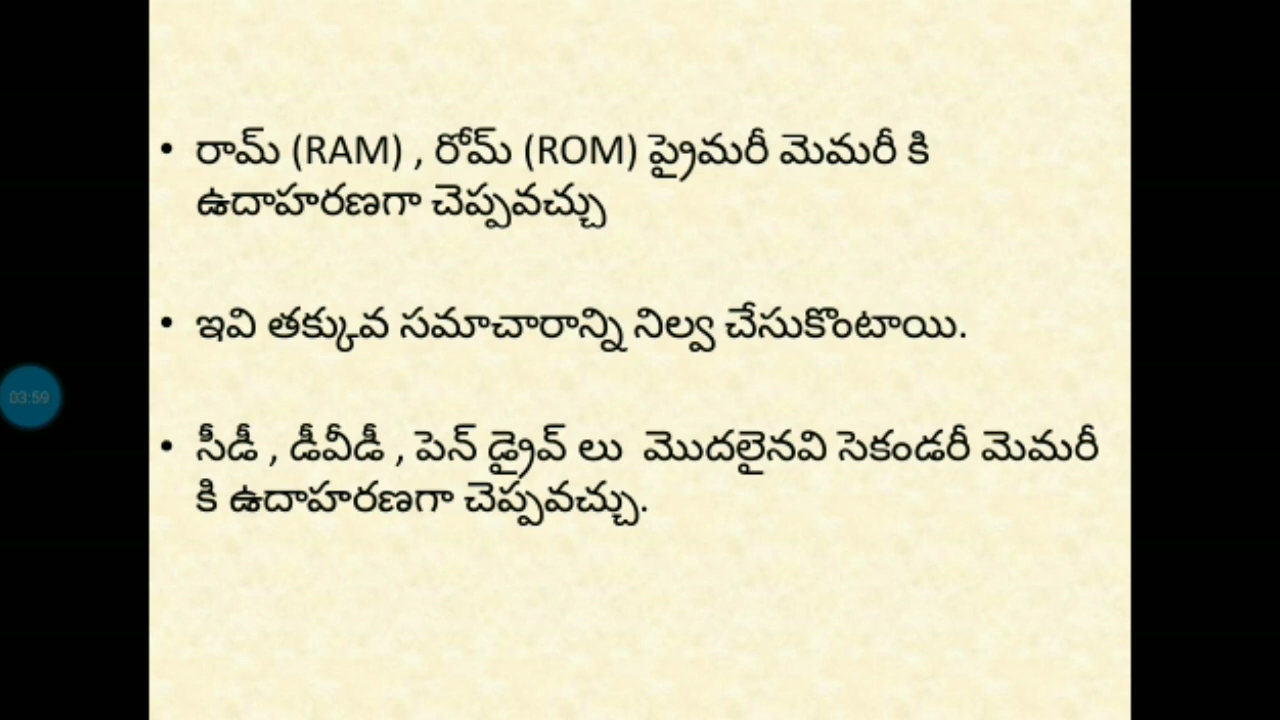 • రామ్ (RAM) , రోమ్ (ROM) ప్రైమరీ మెమరీ కి
ఉదాహరణగా చెప్పవచ్చు
• ఇవి తక్కువ సమాచారాన్ని నిల్వ చేసుకొంటాయి.
03:59
• సీడీ , డీవీడీ , పెన్ డ్రైవ్ లు మొదలైనవి సెకండరీ మెమరీ
కి ఉదాహరణగా చెప్పవచ్చు.